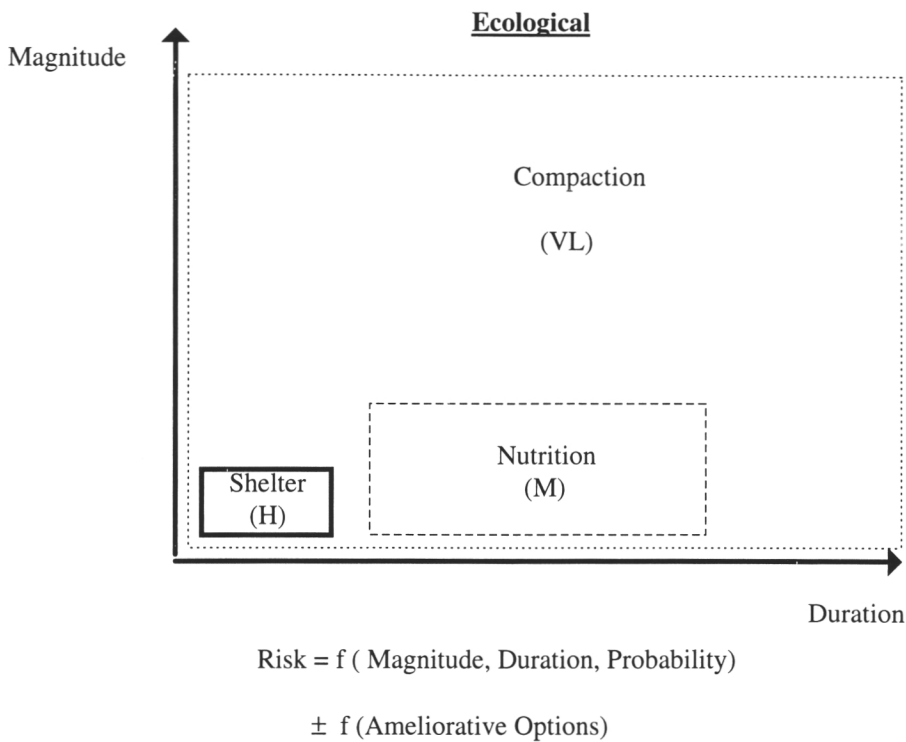 Ecological
Magnitude
Compaction
(VL)
Nutrition
(M)
Shelter
(H)
Duration
Risk = f ( Magnitude, Duration, Probability)
± f (Ameliorative Options)